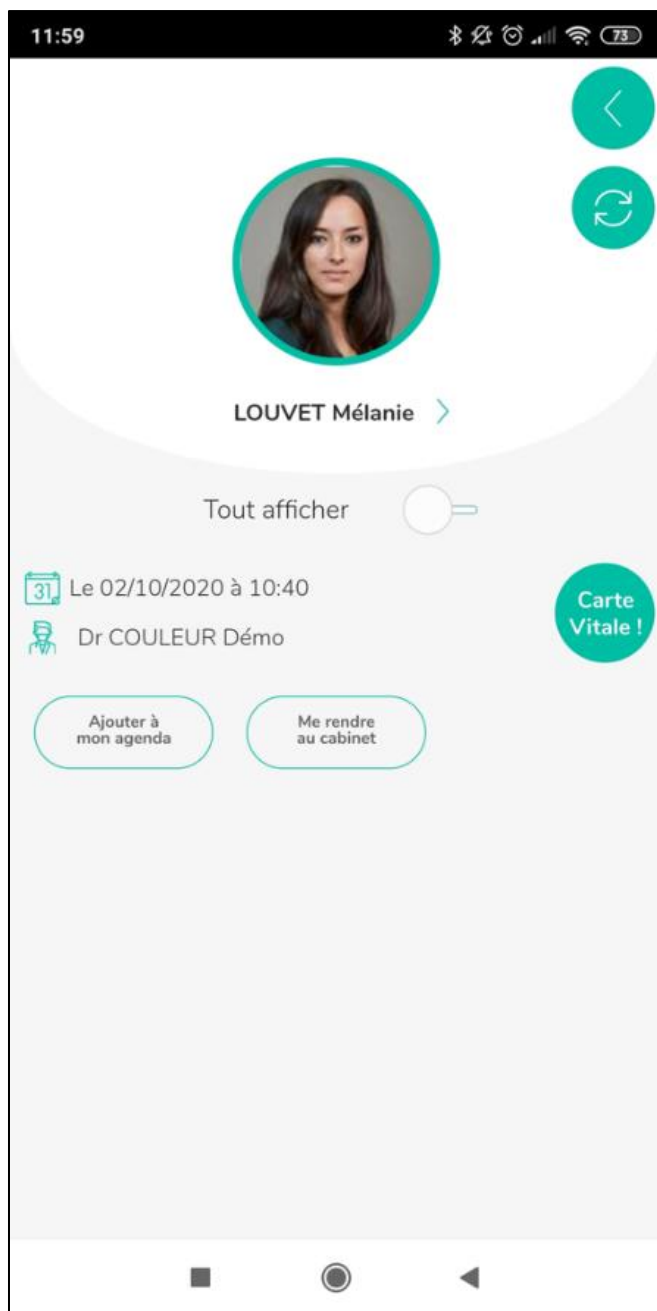 11:59
73
LOUVET Mélanie
Tout afficher
31
Le 02/10/2020 à 10:40
Dr COULEUR Démo
Carte
Vitale !
Ajouter à
mon agenda
Me rendre
au cabinet